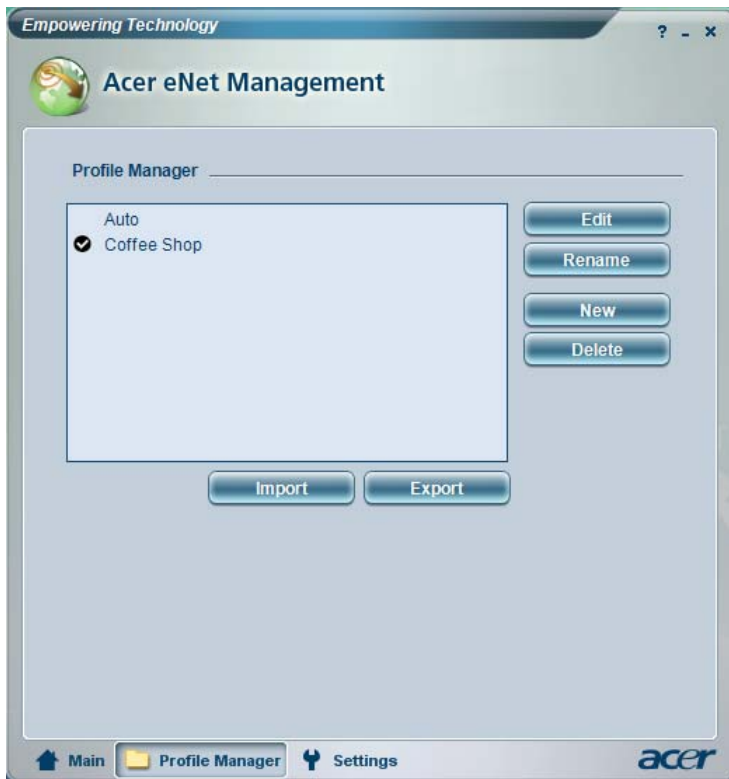 Empowering Technology
? - ×
Acer eNet Management
Profile Manager
Auto
Coffee Shop
Edit
Rename
New
Delete
Import Export
Main Profile Manager Settings acer